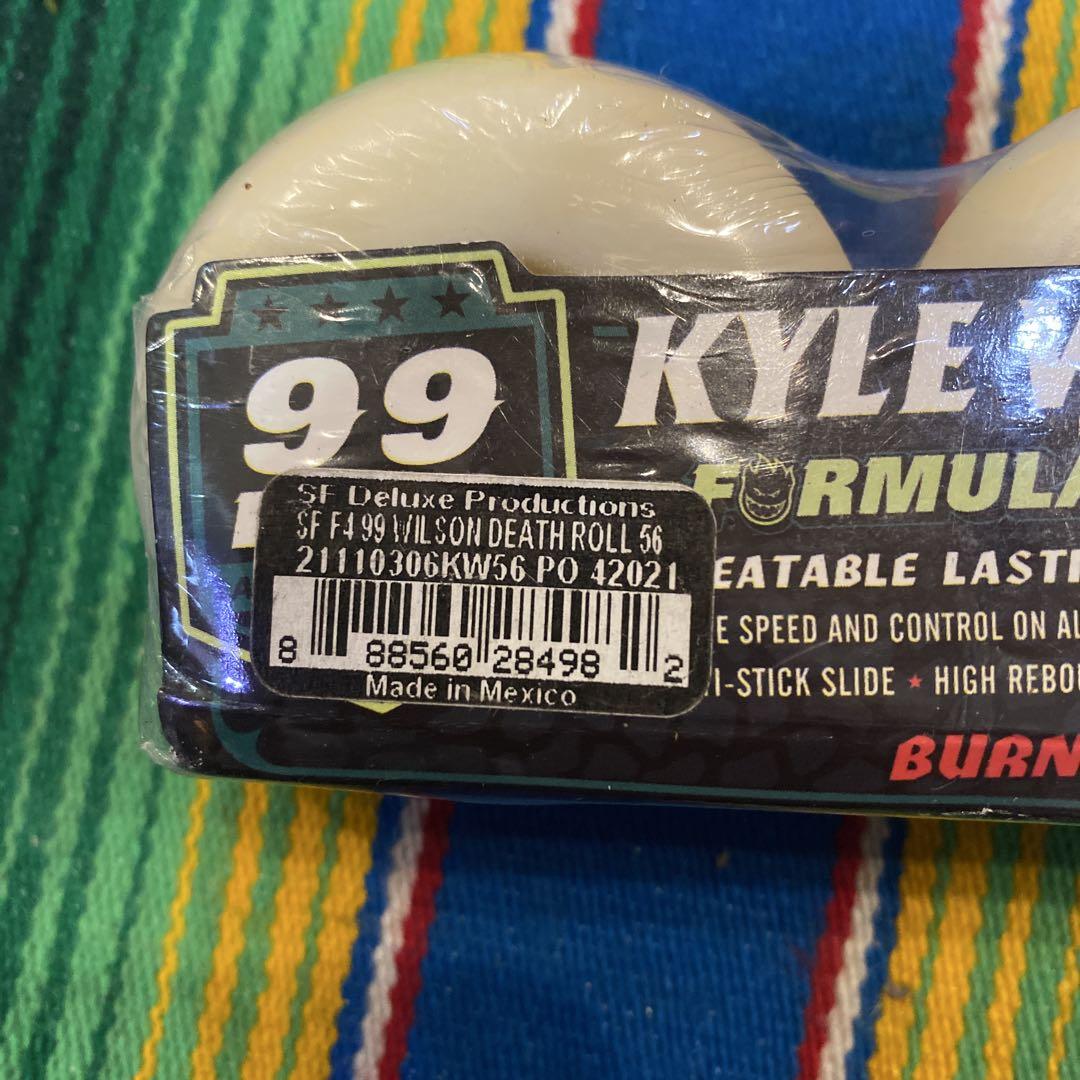 99
KYLE
FORMULA
SF Deluxe Productions
SF F4 99 WILSON DEATH ROLL 56
21110306KW56 PO 42021
8 88560 28498 2
Made in Mexico
EATABLE LASTI
E SPEED AND CONTROL ON AL
I-STICK SLIDE ★ HIGH REBOU
BURN